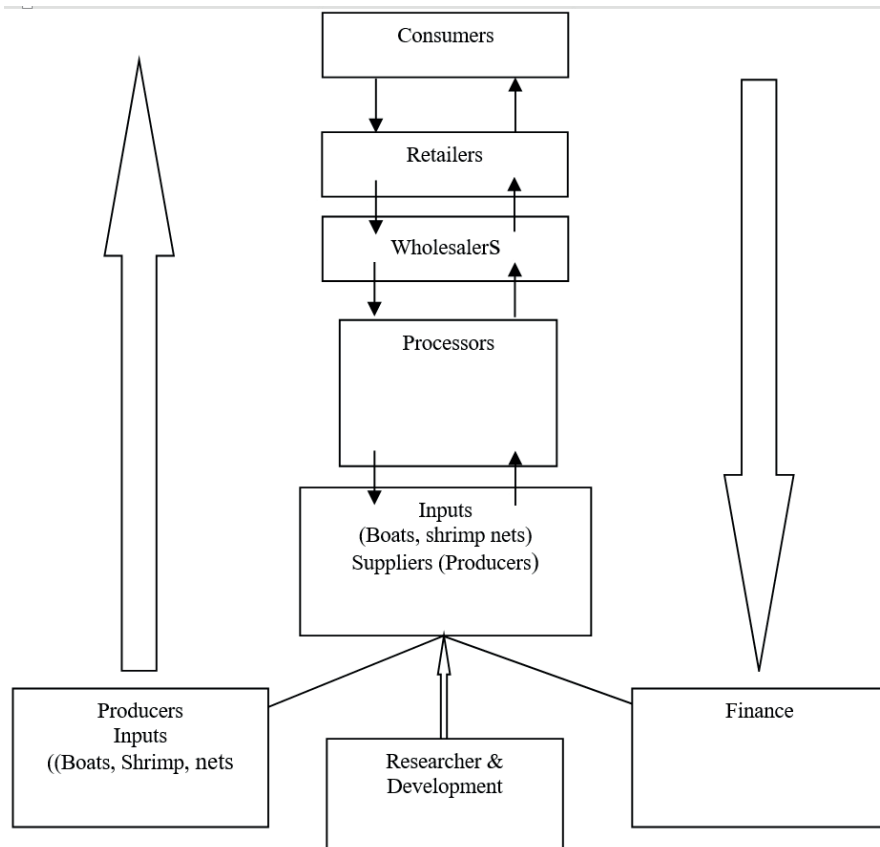 Consumers
Retailers
WholesalerS
Processors
Inputs
(Boats, shrimp nets)
Suppliers (Producers)
Producers
Inputs
((Boats, Shrimp, nets
Researcher &
Development
Finance